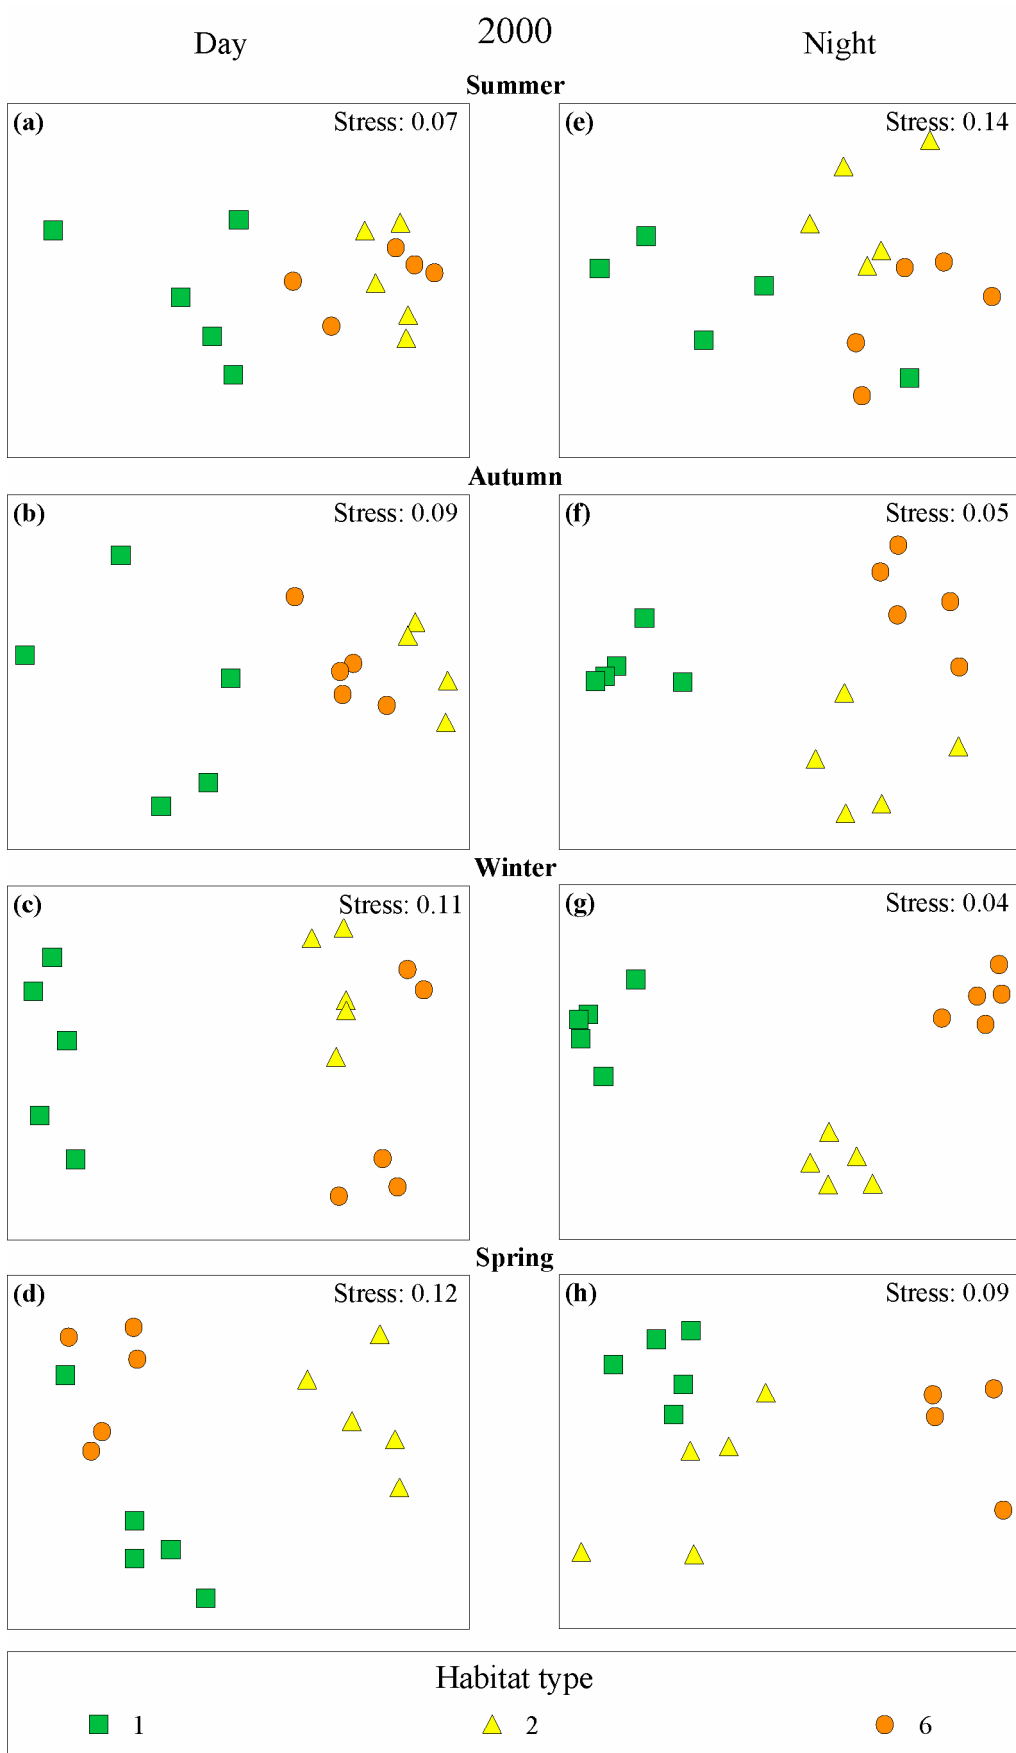 2000
Day Night
Summer
(a) Stress: 0.07 (e) Stress: 0.14
Autumn
(b) Stress: 0.09 (f) Stress: 0.05
Winter
(c) Stress: 0.11 (g) Stress: 0.04
Spring
(d) Stress: 0.12 (h) Stress: 0.09
Habitat type
1 2 6